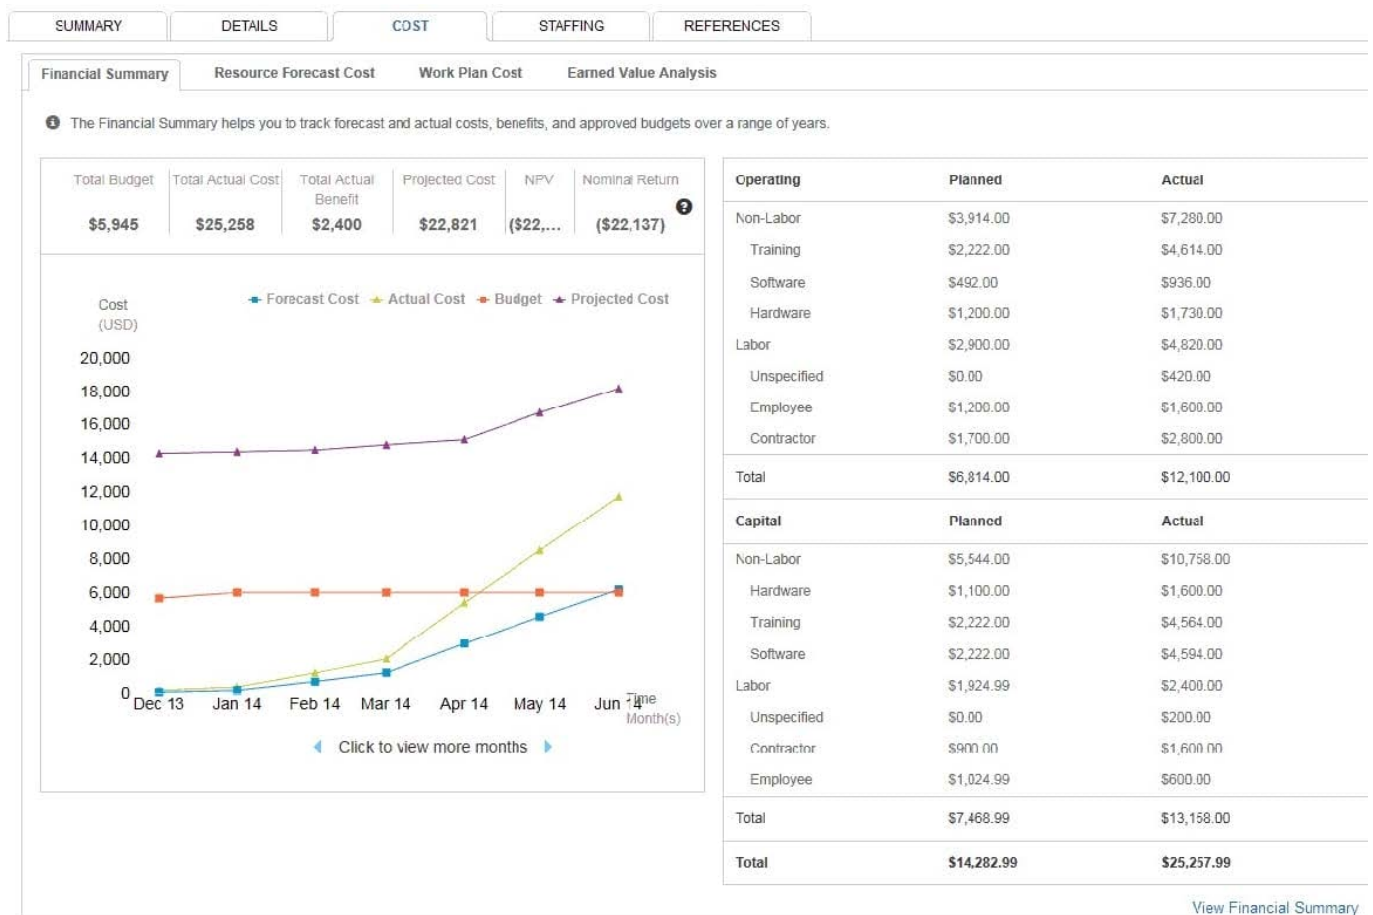 SUMMARY DETAILS COST STAFFING REFERENCES
Financial Summary Resource Forecast Cost Work Plan Cost Earned Value Analysis
The Financial Summary helps you to track forecast and actual costs, benefits, and approved budgets over a range of years.
Total Budget Total Actual Cost Total Actual Benefit Projected Cost NPV Nominal Return
$5,945 $25,258 $2,400 $22,821 ($22,... ($22,137)
Forecast Cost Actual Cost Budget Projected Cost
Cost
(USD)
20,000
18,000
16,000
14,000
12,000
10,000
8,000
6,000
4,000
2,000
0
Dec 13 Jan 14 Feb 14 Mar 14 Apr 14 May 14 Jun 14
Time
Month(s)
Click to view more months
Operating Planned Actual
Non-Labor $3,914.00 $7,280.00
Training $2,222.00 $4,614.00
Software $492.00 $936.00
Hardware $1,200.00 $1,730.00
Labor $2,900.00 $4,820.00
Unspecified $0.00 $420.00
Employee $1,200.00 $1,600.00
Contractor $1,700.00 $2,800.00
Total $6,814.00 $12,100.00
Capital Planned Actual
Non-Labor $5,544.00 $10,758.00
Hardware $1,100.00 $1,600.00
Training $2,222.00 $4,564.00
Software $2,222.00 $4,594.00
Labor $1,924.99 $2,400.00
Unspecified $0.00 $200.00
Contractor $900.00 $1,600.00
Employee $1,024.99 $600.00
Total $7,468.99 $13,158.00
Total $14,282.99 $25,257.99
View Financial Summary